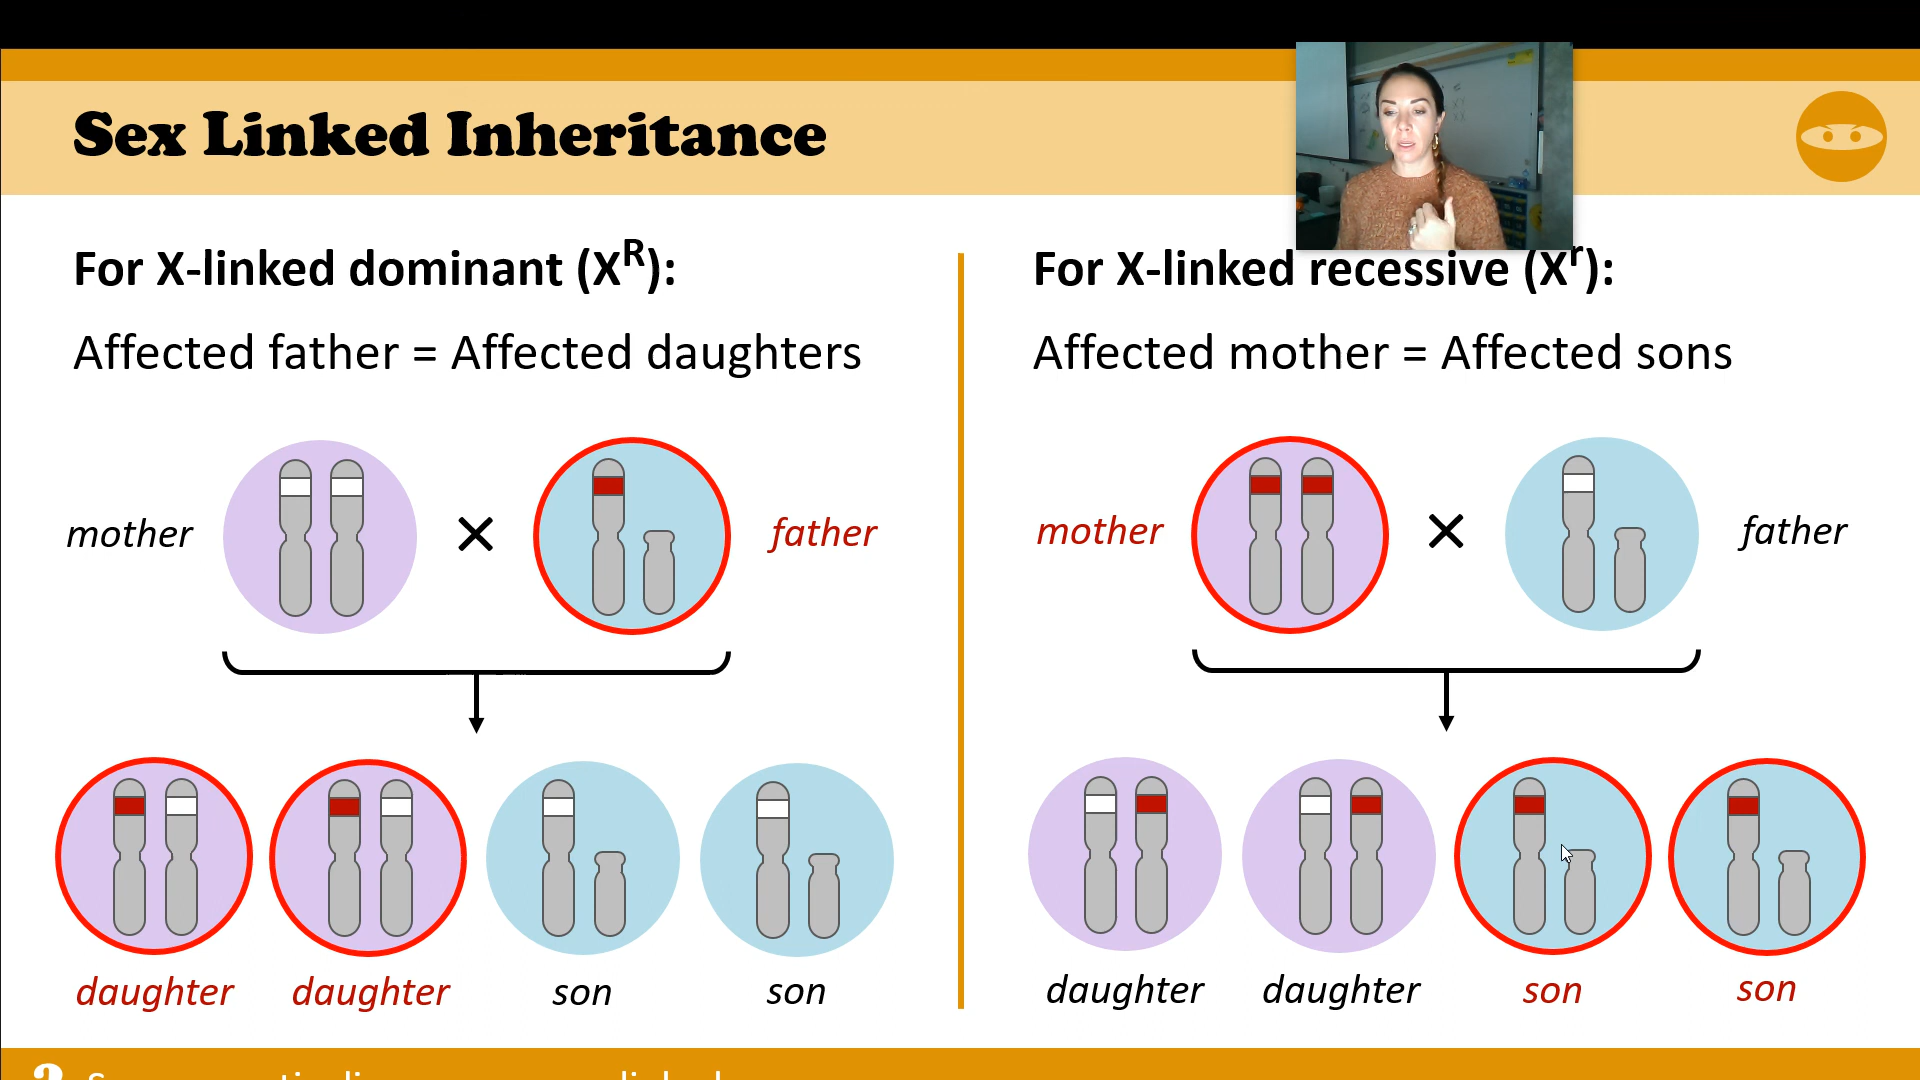 Sex Linked Inheritance
For X-linked dominant (X^R):
Affected father = Affected daughters
mother
father
daughter
daughter
son
son
For X-linked recessive (X^r):
Affected mother = Affected sons
mother
father
daughter
daughter
son
son